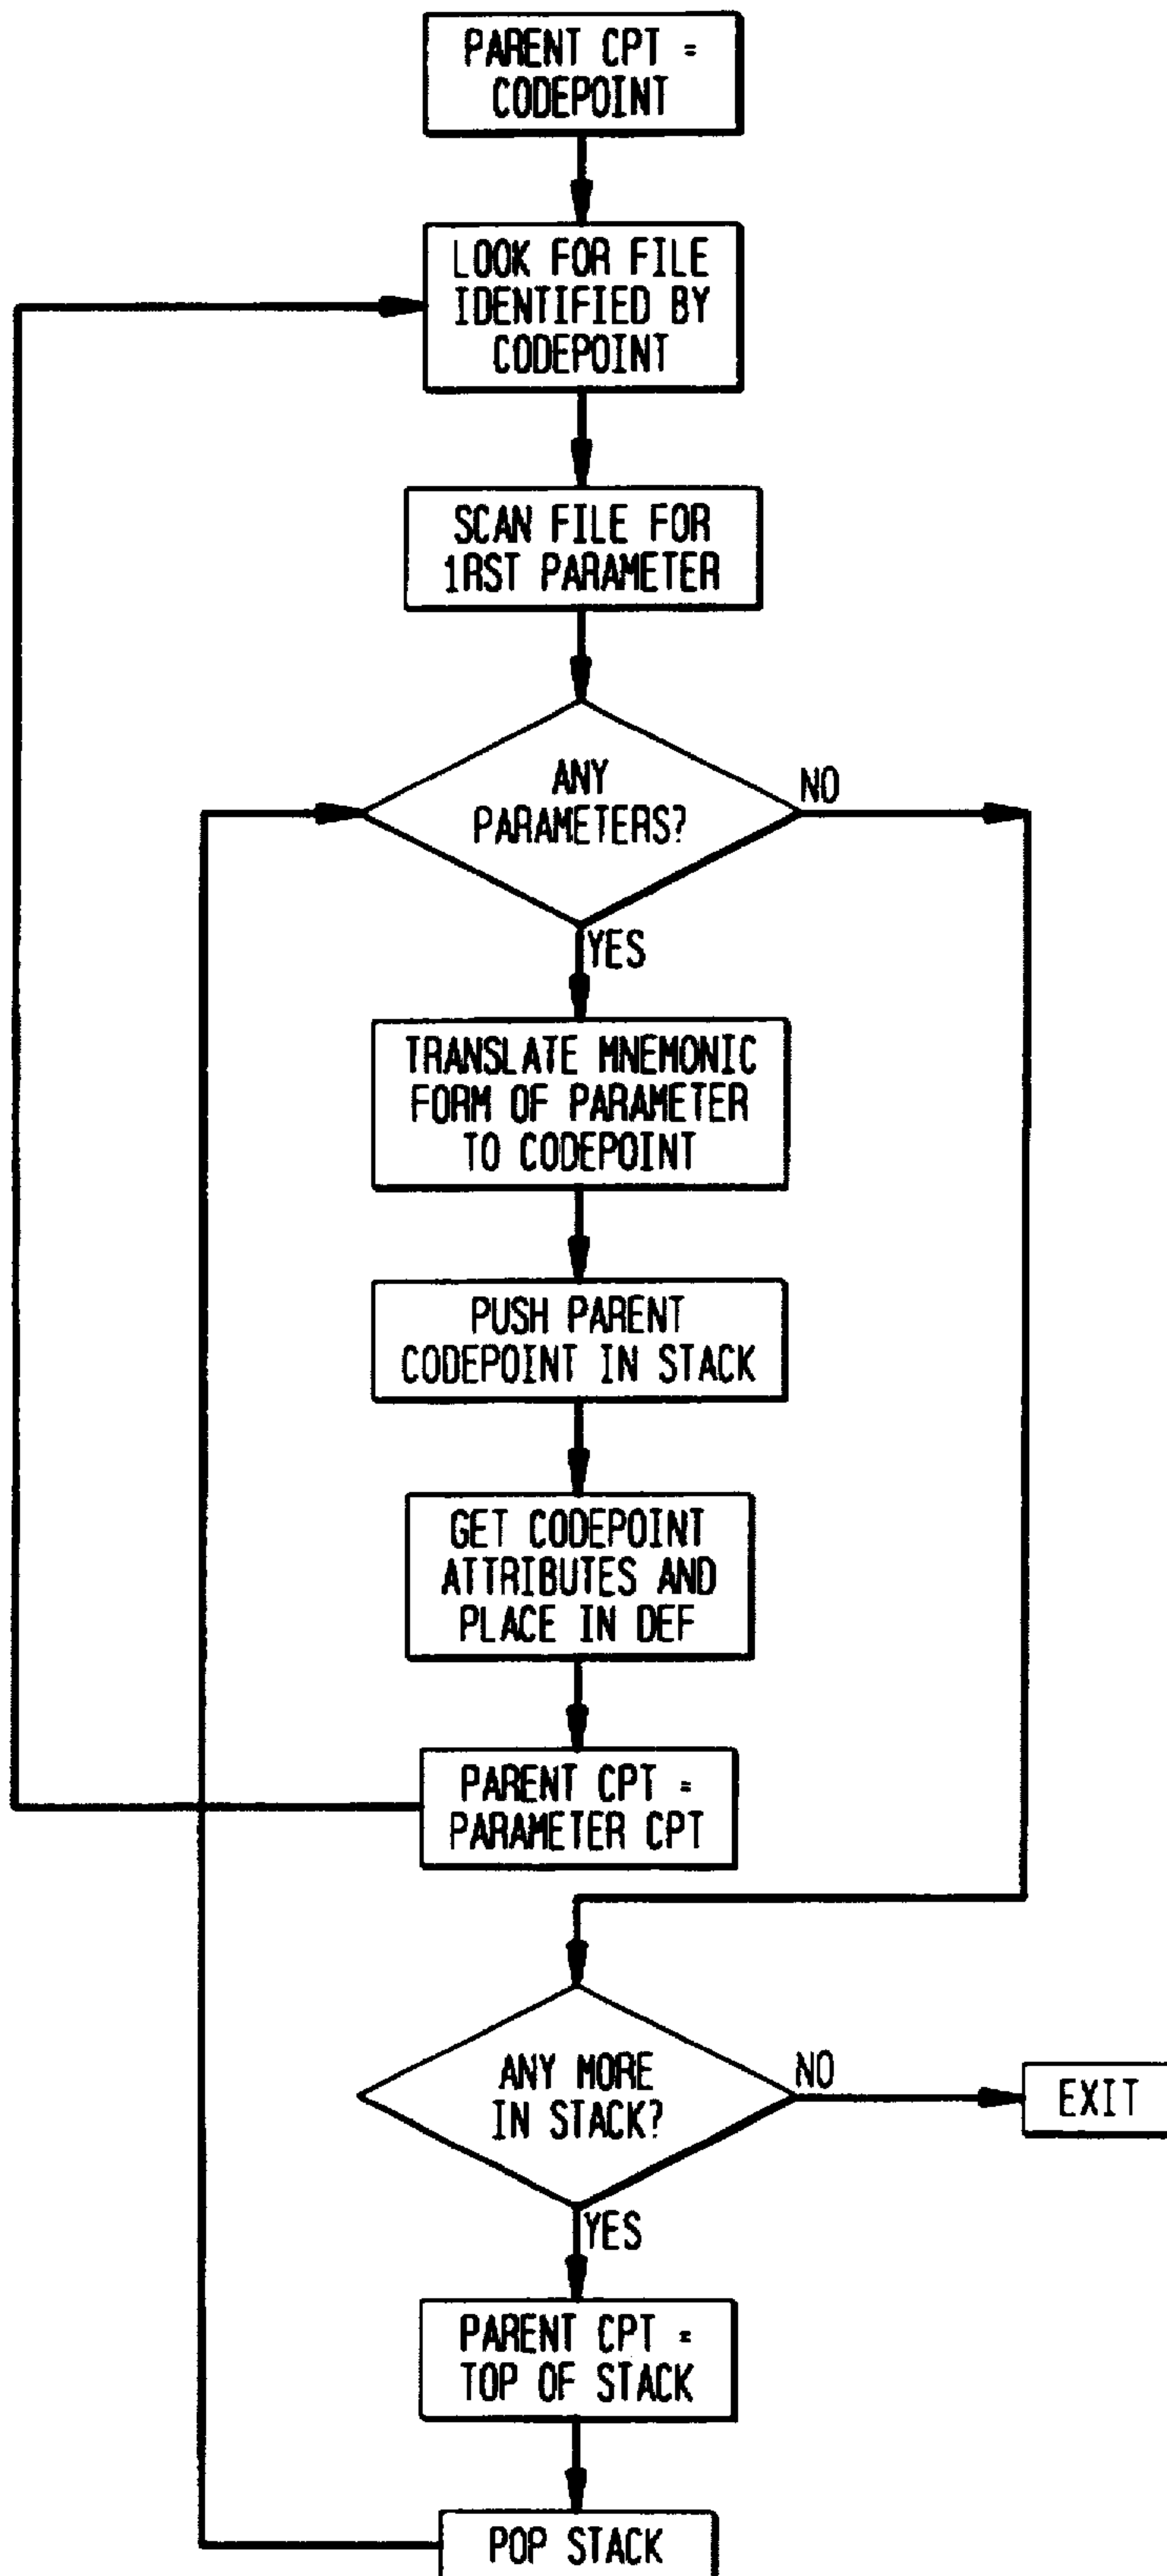 PARENT CPT =
CODEPOINT
LOOK FOR FILE
IDENTIFIED BY
CODEPOINT
SCAN FILE FOR
1RST PARAMETER
ANY
PARAMETERS?
NO
YES
TRANSLATE MNEMONIC
FORM OF PARAMETER
TO CODEPOINT
PUSH PARENT
CODEPOINT IN STACK
GET CODEPOINT
ATTRIBUTES AND
PLACE IN DEF
PARENT CPT =
PARAMETER CPT
ANY MORE
IN STACK?
NO
EXIT
YES
PARENT CPT =
TOP OF STACK
POP STACK